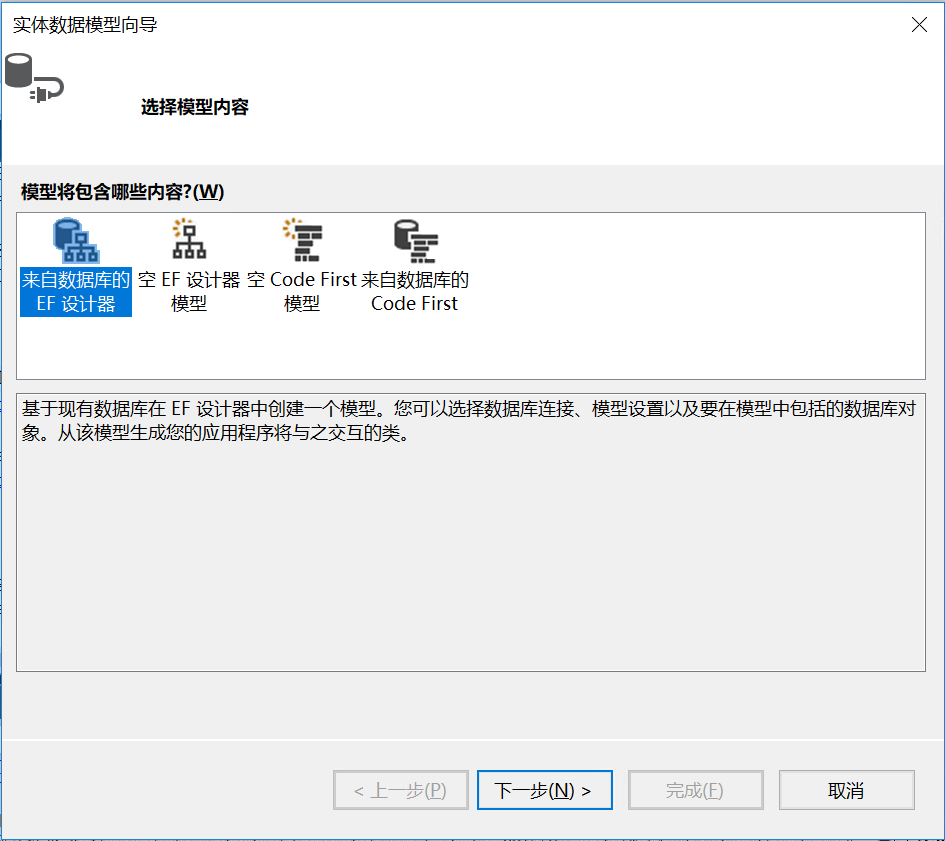 实体数据模型向导
选择模型内容
模型将包含哪些内容?(W)
来自数据库的
EF 设计器
空 EF 设计器
模型
空 Code First
模型
来自数据库的
Code First
基于现有数据库在 EF 设计器中创建一个模型。您可以选择数据库连接、模型设置以及要在模型中包括的数据库对
象。从该模型生成您的应用程序将与之交互的类。
< 上一步(P)
下一步(N) >
完成(F)
取消